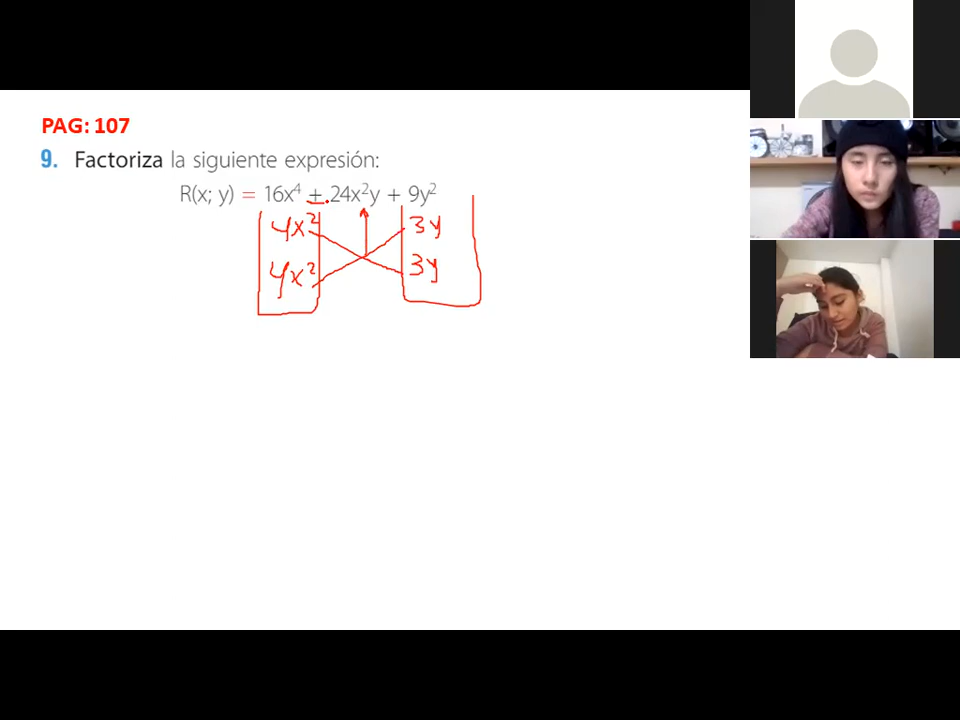 PAG: 107
9. Factoriza la siguiente expresión:
R(x; y) = 16x⁴ + 24x²y + 9y²
4x² 3y
4x² 3y